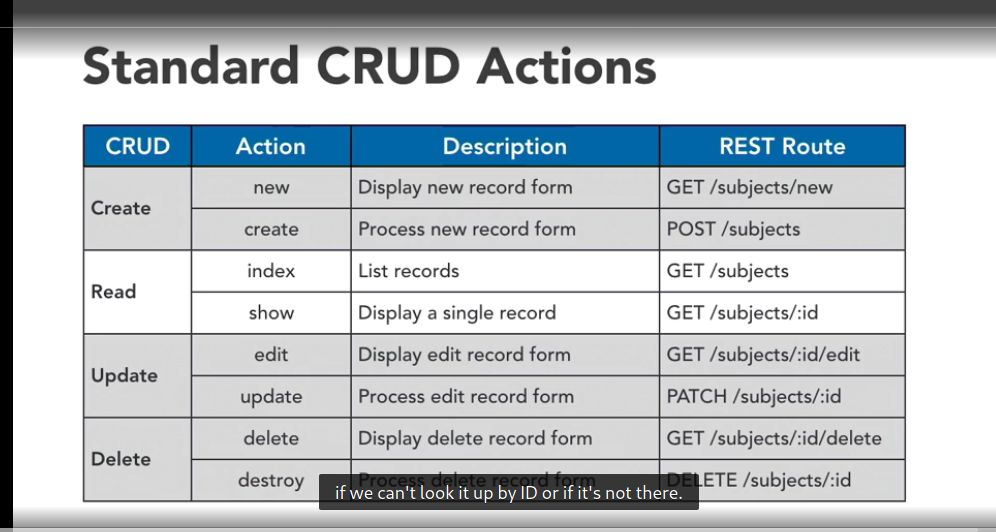 Standard CRUD Actions
CRUD Action Description REST Route
Create
new Display new record form GET /subjects/new
create Process new record form POST /subjects
Read
index List records GET /subjects
show Display a single record GET /subjects/:id
Update
edit Display edit record form GET /subjects/:id/edit
update Process edit record form PATCH /subjects/:id
Delete
delete Display delete record form GET /subjects/:id/delete
destroy Process delete record form DELETE /subjects/:id
if we can't look it up by ID or if it's not there.